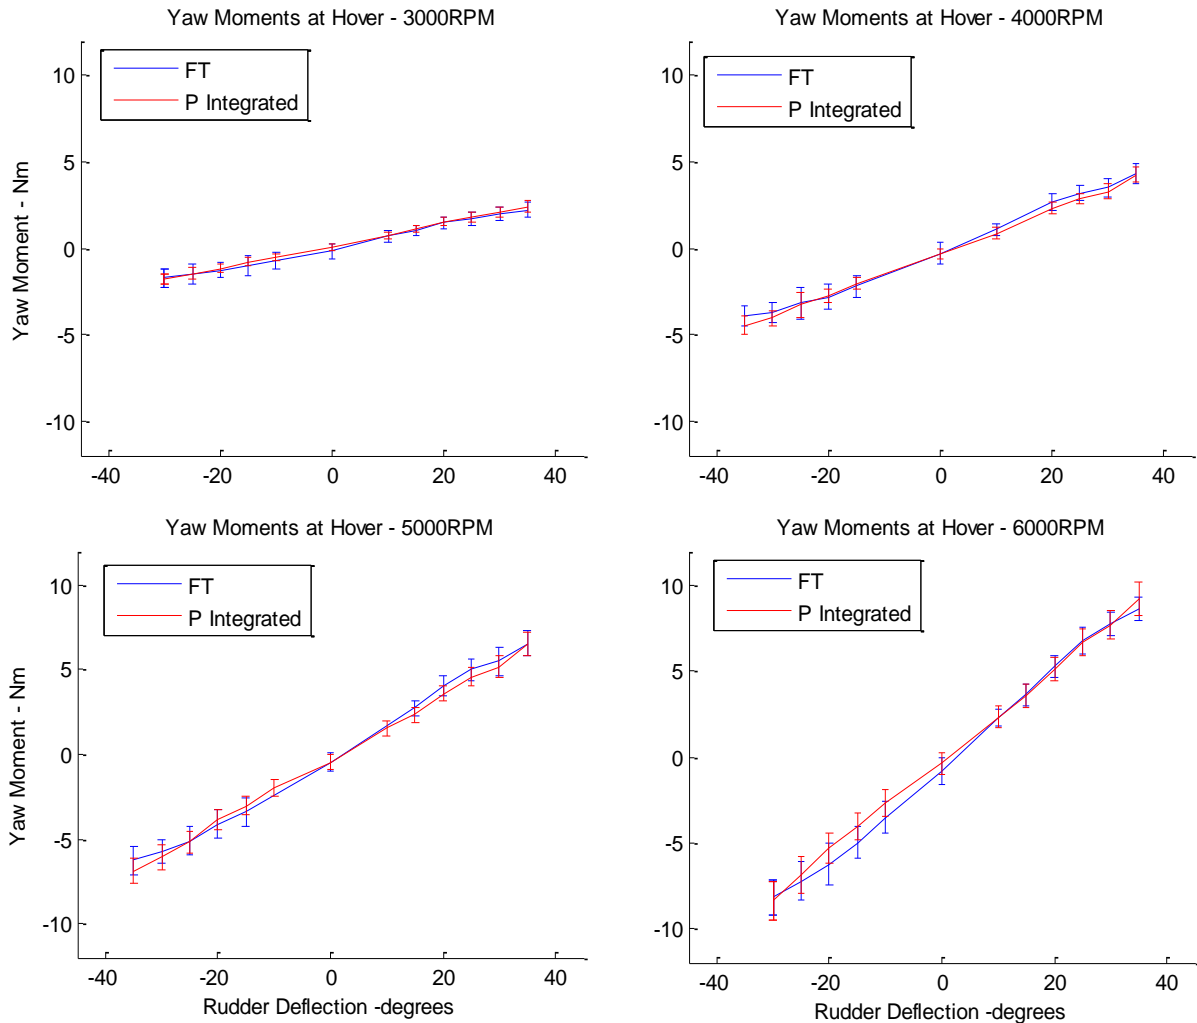 Yaw Moments at Hover - 3000RPM
FT
P Integrated
10
5
0
-5
-10
Yaw Moment - Nm
-40
-20
0
20
40
Yaw Moments at Hover - 4000RPM
FT
P Integrated
10
5
0
-5
-10
-40
-20
0
20
40
Yaw Moments at Hover - 5000RPM
FT
P Integrated
10
5
0
-5
-10
Yaw Moment - Nm
-40
-20
0
20
40
Rudder Deflection -degrees
Yaw Moments at Hover - 6000RPM
FT
P Integrated
10
5
0
-5
-10
-40
-20
0
20
40
Rudder Deflection -degrees